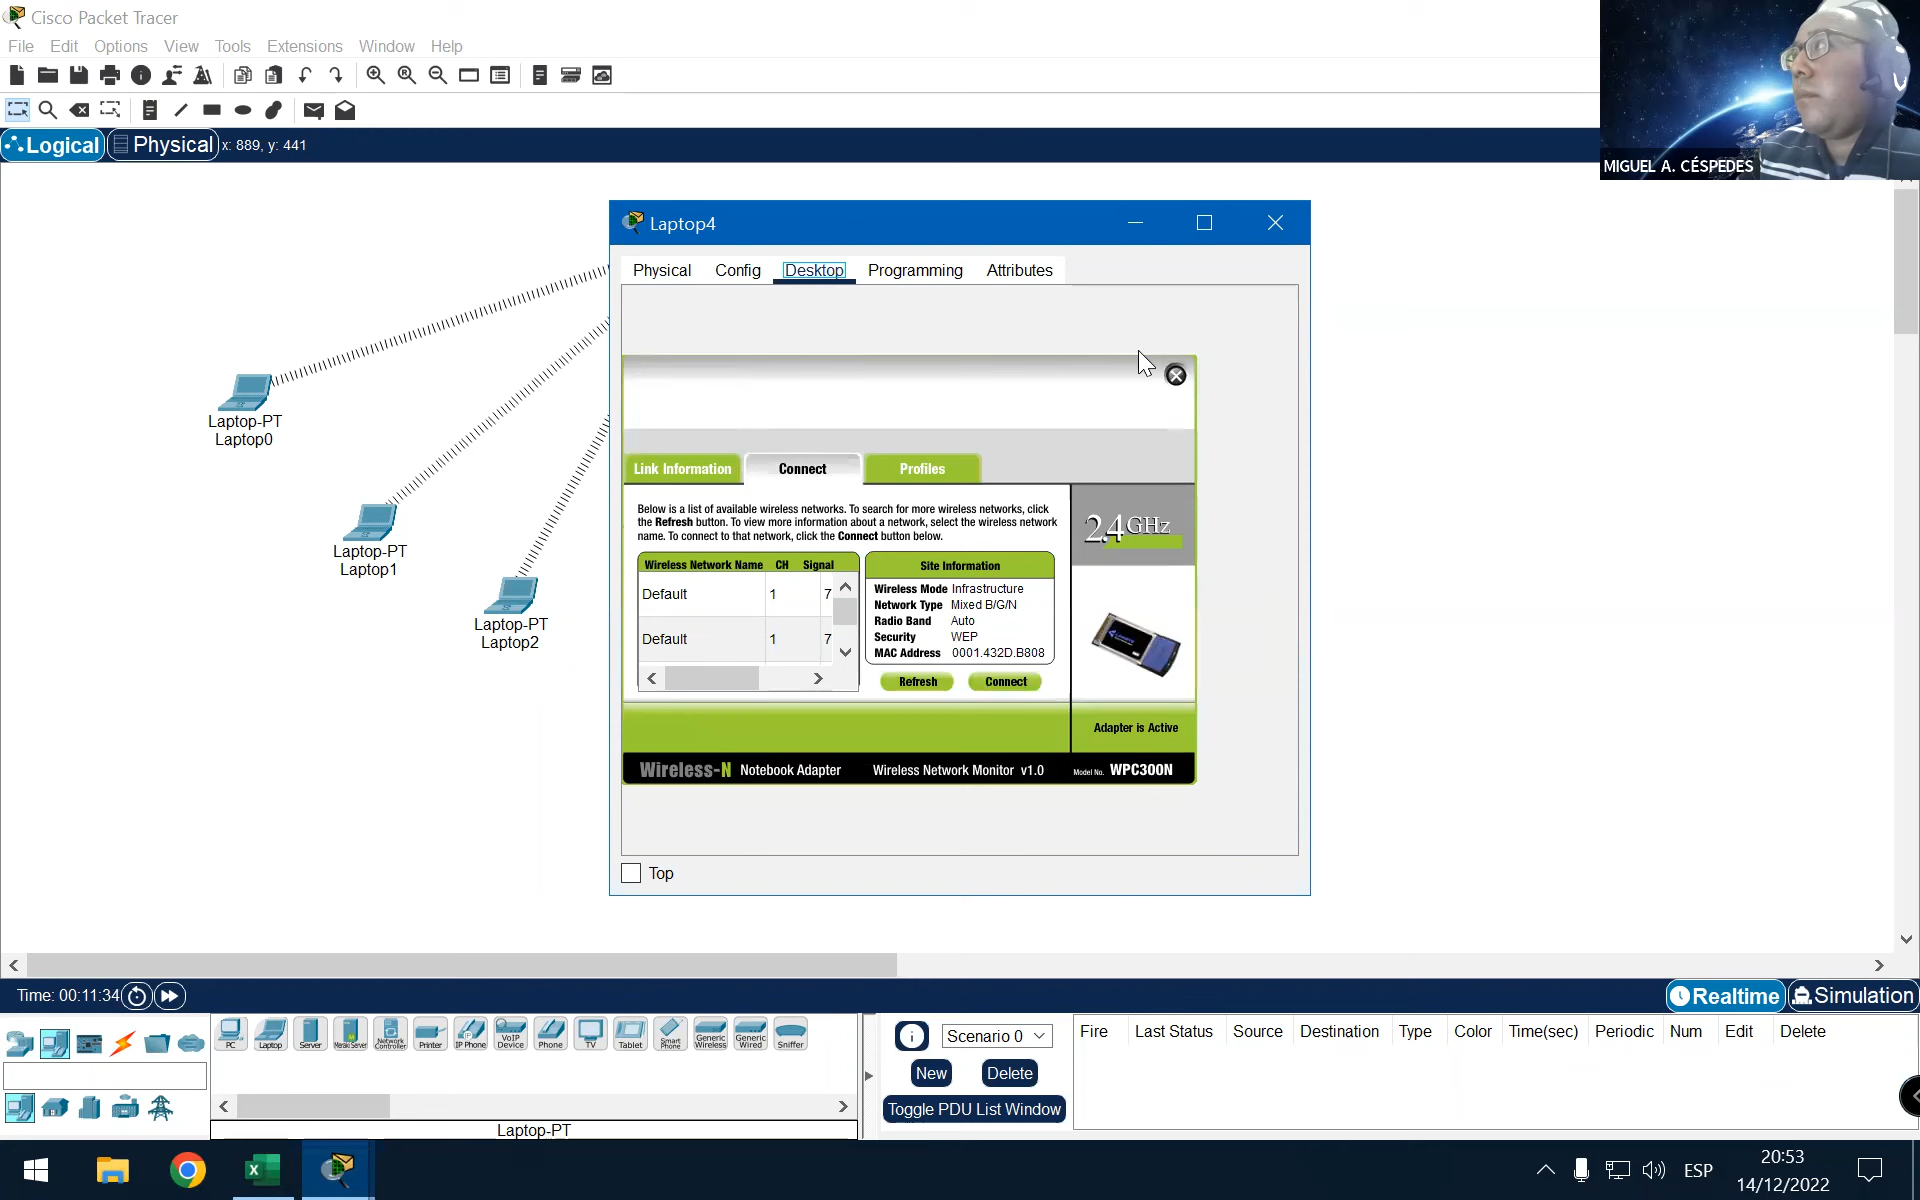 Cisco Packet Tracer
File Edit Options View Tools Extensions Window Help
Logical Physical x: 889, y: 441
MIGUEL A. CÉSPEDES
Laptop4
Physical Config Desktop Programming Attributes
Laptop-PT
Laptop0
Laptop-PT
Laptop1
Laptop-PT
Laptop2
Link Information Connect Profiles
Below is a list of available wireless networks. To search for more wireless networks, click
the Refresh button. To view more information about a network, select the wireless network
name. To connect to that network, click the Connect button below.
2.4GHz
Wireless Network Name CH Signal
Default 1 7
Default 1 7
Site Information
Wireless Mode Infrastructure
Network Type Mixed B/G/N
Radio Band Auto
Security WEP
MAC Address 0001.432D.B808
Refresh Connect
Adapter is Active
Wireless-N Notebook Adapter Wireless Network Monitor v1.0 Model No. WPC300N
Top
Time: 00:11:34
Realtime Simulation
PC Laptop Server Meraki Server Network Controller Printer IP Phone VoIP Device Phone TV Tablet Smart Phone Generic Wireless Generic Wired Sniffer
Laptop-PT
Scenario 0
New Delete
Toggle PDU List Window
Fire Last Status Source Destination Type Color Time(sec) Periodic Num Edit Delete
ESP
20:53
14/12/2022